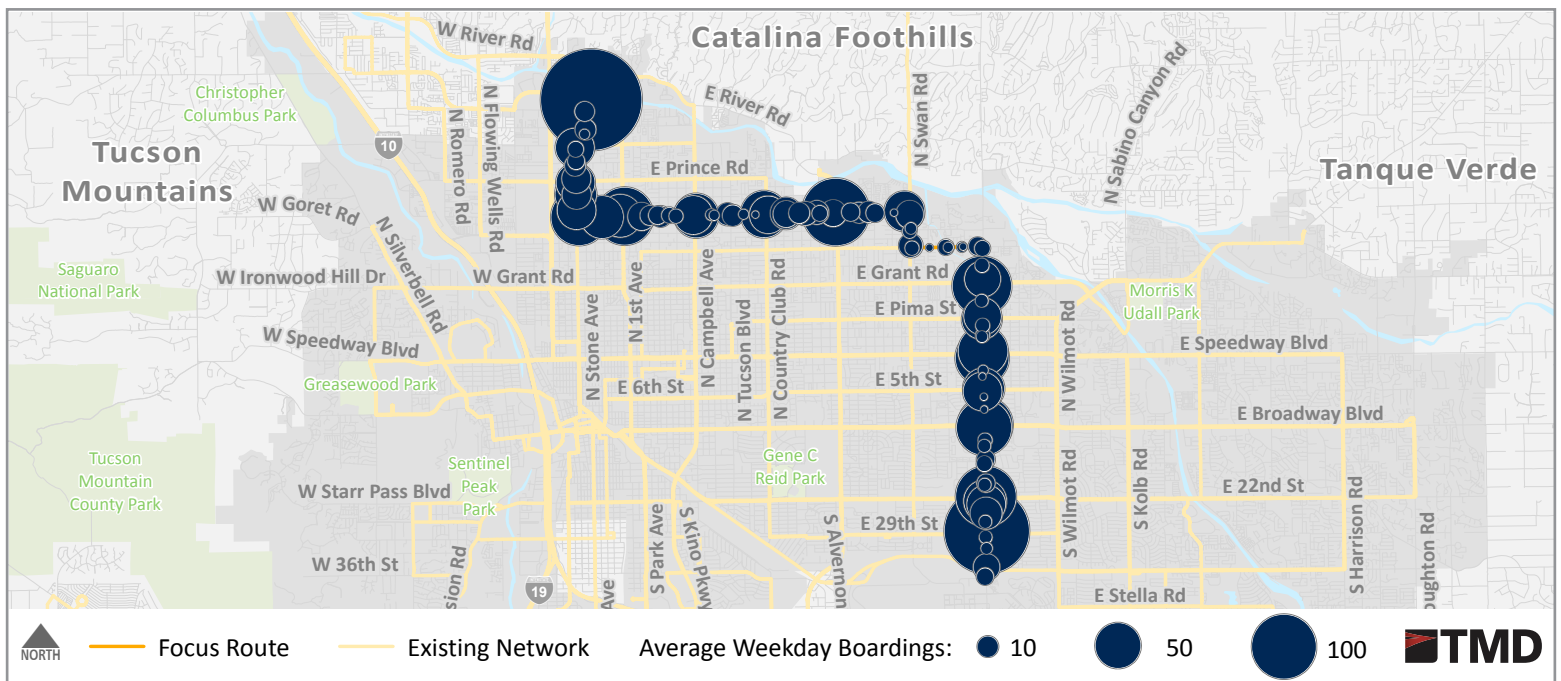 Catalina Foothills
W River Rd
Christopher
Columbus Park
N Flowing Wells Rd
N Romero Rd
10
E River Rd
N Swan Rd
N Sabino Canyon Rd
Tucson
Mountains
E Prince Rd
Tanque Verde
W Goret Rd
N Silverbell Rd
Saguaro
National Park
W Ironwood Hill Dr
W Grant Rd
E Grant Rd
Morris K
Udall Park
E Pima St
N Stone Ave
N 1st Ave
N Campbell Ave
N Tucson Blvd
N Country Club Rd
N Wilmot Rd
W Speedway Blvd
E Speedway Blvd
Greasewood Park
E 6th St
E 5th St
E Broadway Blvd
Tucson
Mountain
County Park
Sentinel
Peak
Park
Gene C
Reid Park
W Starr Pass Blvd
E 22nd St
E 29th St
S Park Ave
S Kino Pkwy
S Alvernon
S Wilmot Rd
S Kolb Rd
S Harrison Rd
oughton Rd
W 36th St
sion Rd
19
Ave
E Stella Rd
NORTH
Focus Route
Existing Network
Average Weekday Boardings:
10
50
100
TMD